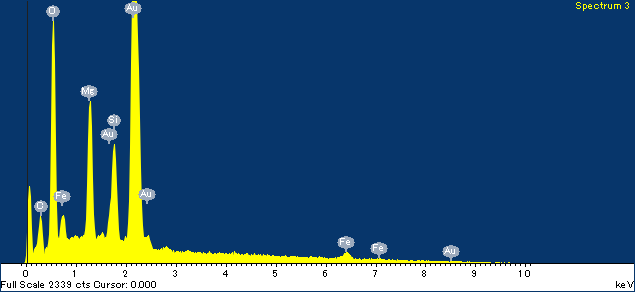 Spectrum 3
Au
O
Mg
Si
Au
Fe
Au
O
Fe
Fe
Au
0 1 2 3 4 5 6 7 8 9 10
Full Scale 2339 cts Cursor: 0.000 keV